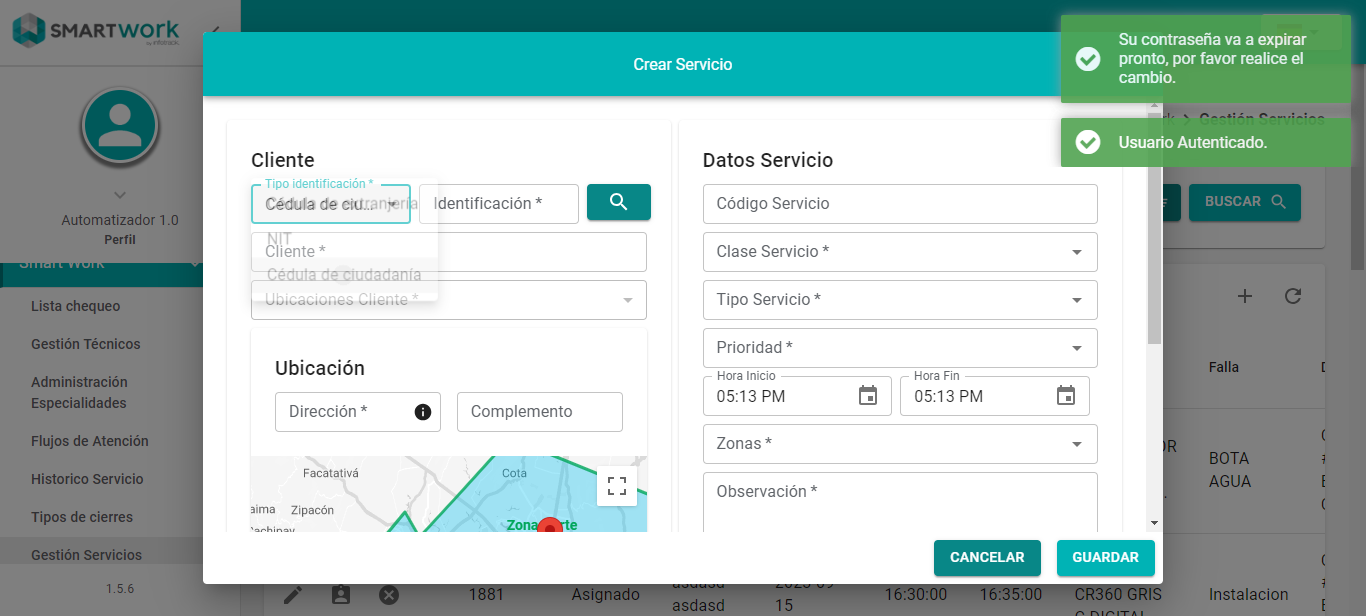 SMARTWORK
by Infotrack
Su contraseña va a expirar
pronto, por favor realice el
cambio.
Usuario Autenticado.
Crear Servicio
Gestión Servicios
BUSCAR
Automatizador 1.0
Perfil
Smart Work
Lista chequeo
Gestión Técnicos
Administración
Especialidades
Flujos de Atención
Historico Servicio
Tipos de cierres
Gestión Servicios
1.5.6
Cliente
Tipo identificación *
Cédula de ciu...
Cédula de extranjería
NIT
Cédula de ciudadanía
Identificación *
Cliente *
Ubicaciones Cliente *
Ubicación
Dirección *
Complemento
Facatativá
Cota
Zipacón
Cachipay
Datos Servicio
Código Servicio
Clase Servicio *
Tipo Servicio *
Prioridad *
Hora Inicio
05:13 PM
Hora Fin
05:13 PM
Zonas *
Observación *
CANCELAR
GUARDAR
Falla
BOTA
AGUA
1881
Asignado
asdasd
asdasd
15
16:30:00
16:35:00
CR360 GRIS
Instalacion